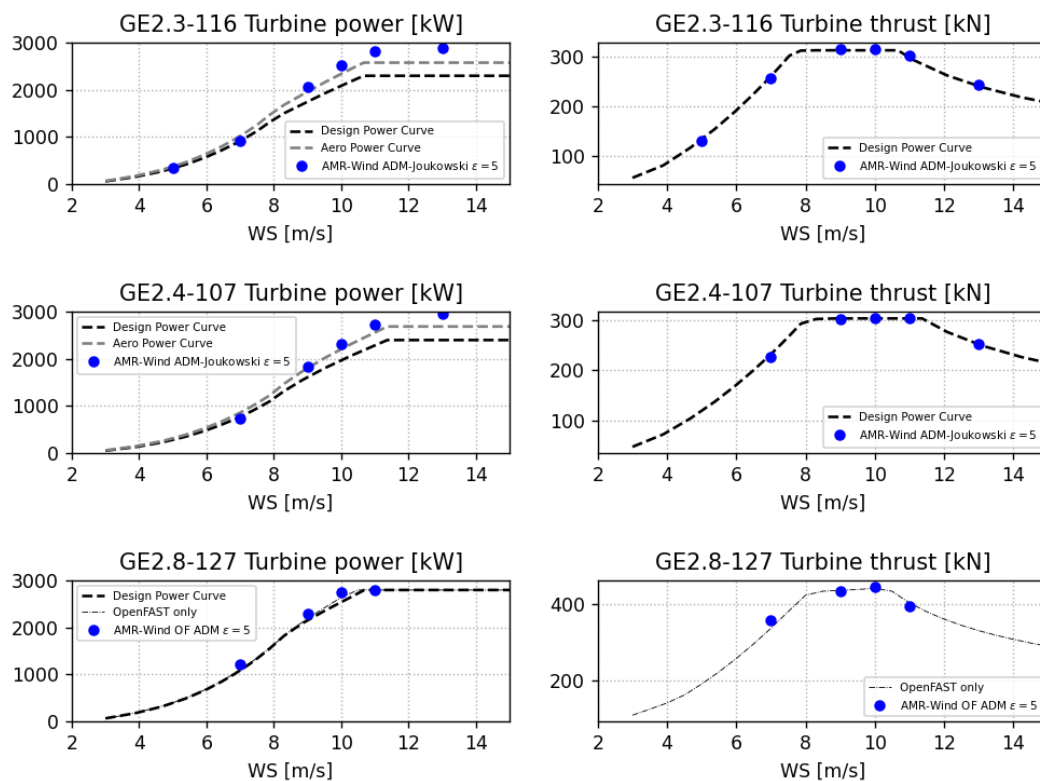 GE2.3-116 Turbine power [kW]
3000
2000
1000
0
Design Power Curve
Aero Power Curve
AMR-Wind ADM-Joukowski ε = 5
2 4 6 8 10 12 14
WS [m/s]
GE2.3-116 Turbine thrust [kN]
300
200
100
Design Power Curve
AMR-Wind ADM-Joukowski ε = 5
2 4 6 8 10 12 14
WS [m/s]
GE2.4-107 Turbine power [kW]
3000
2000
1000
0
Design Power Curve
Aero Power Curve
AMR-Wind ADM-Joukowski ε = 5
2 4 6 8 10 12 14
WS [m/s]
GE2.4-107 Turbine thrust [kN]
300
200
100
Design Power Curve
AMR-Wind ADM-Joukowski ε = 5
2 4 6 8 10 12 14
WS [m/s]
GE2.8-127 Turbine power [kW]
3000
2000
1000
0
Design Power Curve
OpenFAST only
AMR-Wind OF ADM ε = 5
2 4 6 8 10 12 14
WS [m/s]
GE2.8-127 Turbine thrust [kN]
400
200
OpenFAST only
AMR-Wind OF ADM ε = 5
2 4 6 8 10 12 14
WS [m/s]